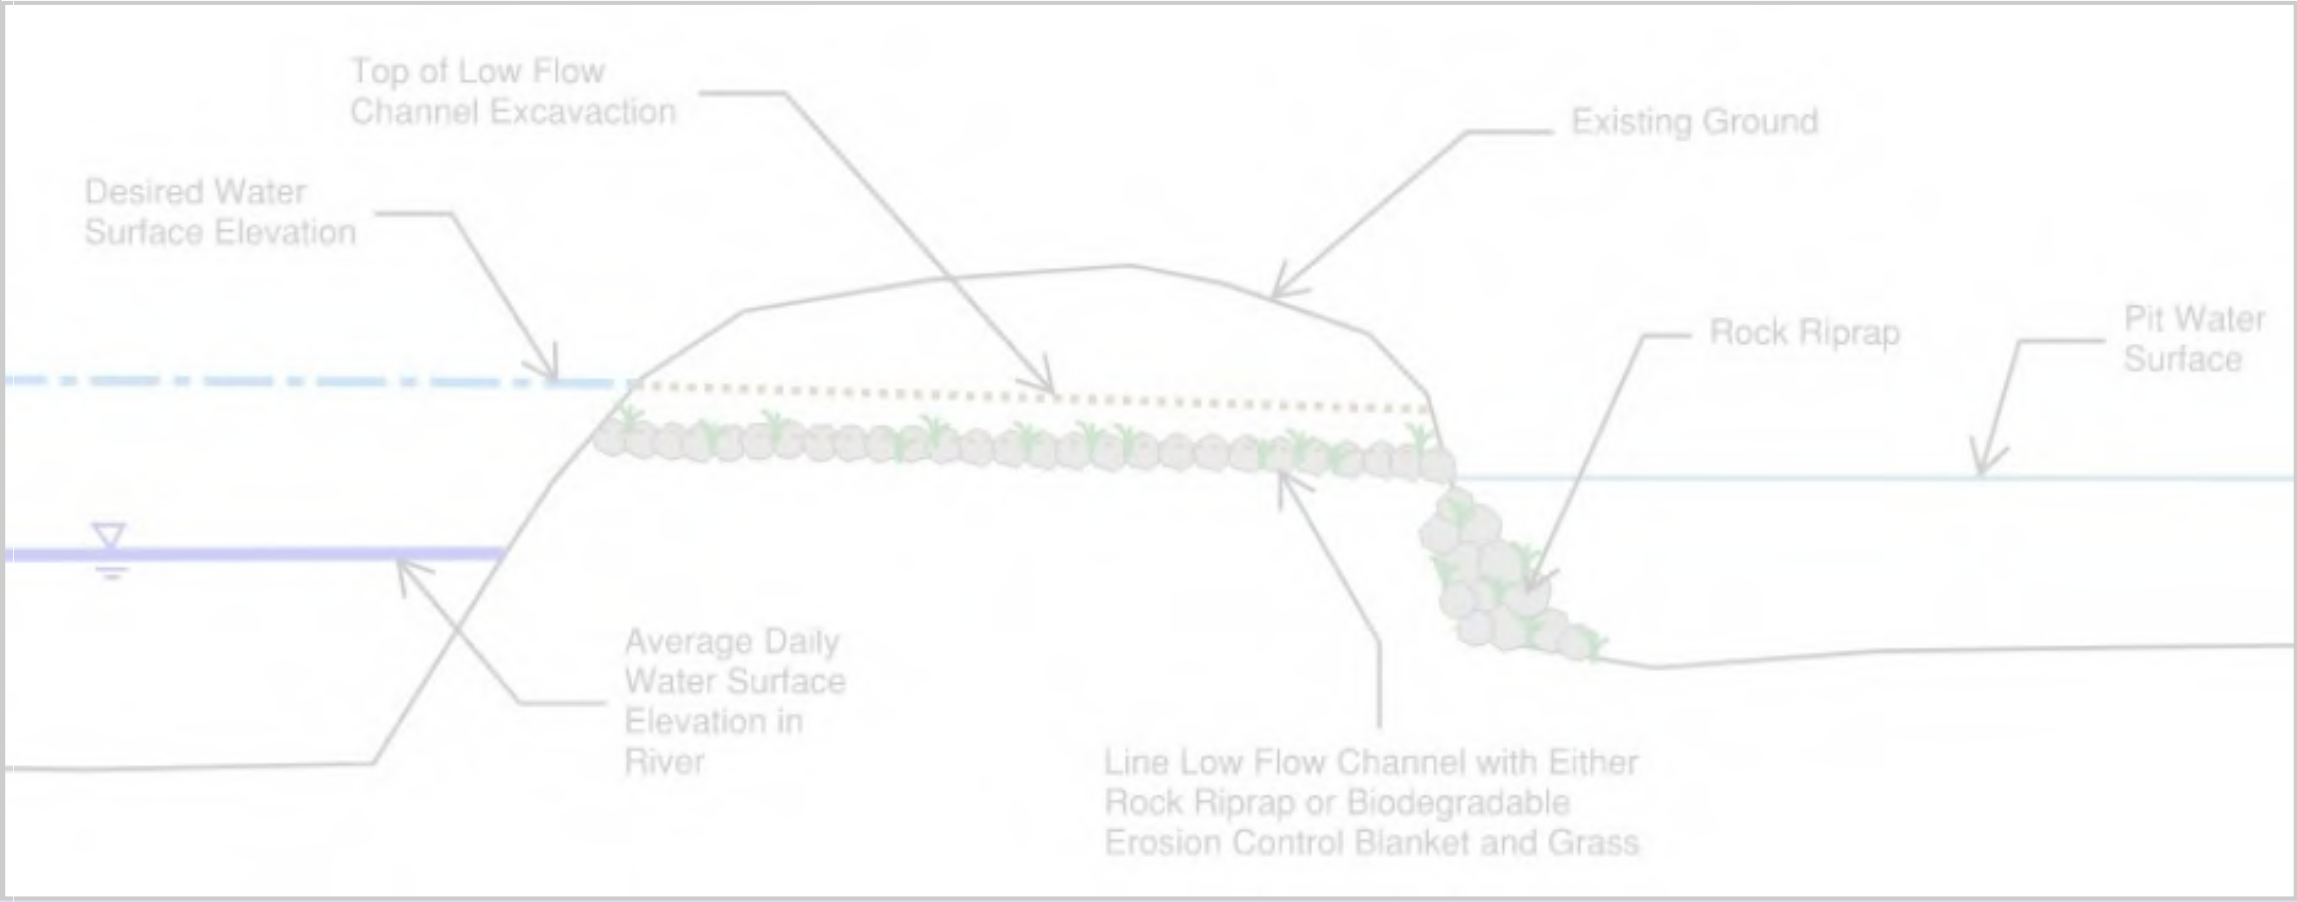 Top of Low Flow
Channel Excavaction
Existing Ground
Desired Water
Surface Elevation
Rock Riprap
Pit Water
Surface
Average Daily
Water Surface
Elevation in
River
Line Low Flow Channel with Either
Rock Riprap or Biodegradable
Erosion Control Blanket and Grass